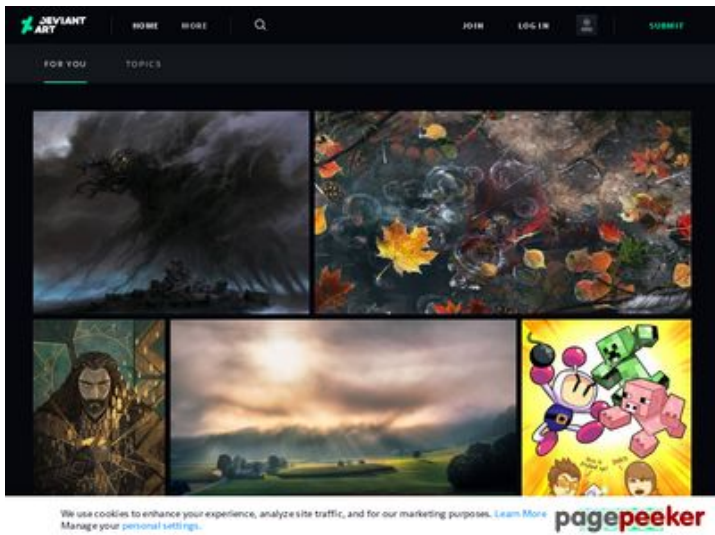 DEVIANT
ART
HOME
MORE
JOIN
LOG IN
SUBMIT
FOR YOU
TOPICS
We use cookies to enhance your experience, analyze site traffic, and for our marketing purposes. Learn More
Manage your personal settings.
pagepeeker